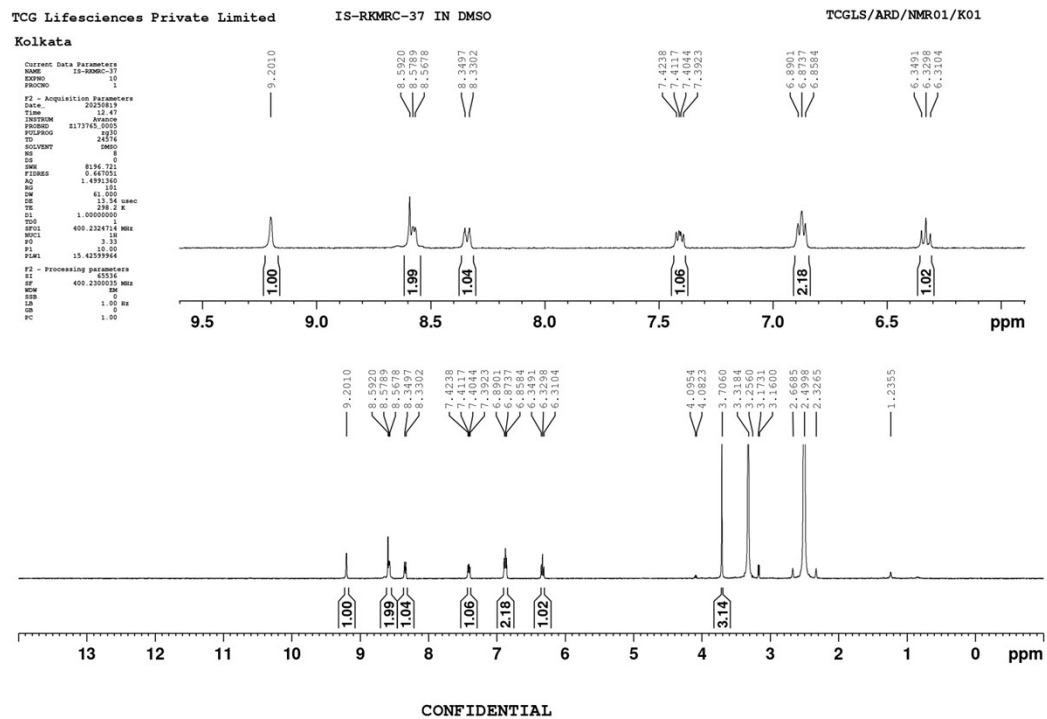 TCG Lifesciences Private Limited IS-RKMRC-37 IN DMSO TCGLS/ARD/NMR01/K01
Kolkata
Current Data Parameters
NAME IS-RKMRC-37
EXPNO 10
PROCNO 1
F2 - Acquisition Parameters
Date_ 20250819
Time 12.47
INSTRUM Avance
PROBHD Z173765_0005
PULPROG zg30
TD 24576
SOLVENT DMSO
NS 8
DS 0
SWH 8196.721
FIDRES 0.667051
AQ 1.4991360
RG 101
DW 61.000
DE 13.54 usec
TE 298.2 K
D1 1.00000000
TD0 1
SFO1 400.2324714 MHz
NUC1 1H
P0 3.33
P1 10.00
PLW1 15.42599964
F2 - Processing parameters
SI 65536
SF 400.2300035 MHz
WDW EM
SSB 0
LB 1.00 Hz
GB 0
PC 1.00
9.2010
8.5920
8.5789
8.5678
8.3497
8.3302
7.4238
7.4117
7.4044
7.3923
6.8901
6.8737
6.8584
6.3491
6.3298
6.3104
1.00 1.99 1.04 1.06 2.18 1.02
9.5 9.0 8.5 8.0 7.5 7.0 6.5 ppm
9.2010
8.5920
8.5789
8.5678
8.3497
8.3302
7.4238
7.4117
7.4044
7.3923
6.8901
6.8737
6.8584
6.3491
6.3298
6.3104
4.0954
4.0823
3.7060
3.3184
3.2560
3.1731
3.1600
2.6685
2.4998
2.3265
1.2355
1.00 1.99 1.04 1.06 2.18 1.02 3.14
13 12 11 10 9 8 7 6 5 4 3 2 1 0 ppm
CONFIDENTIAL